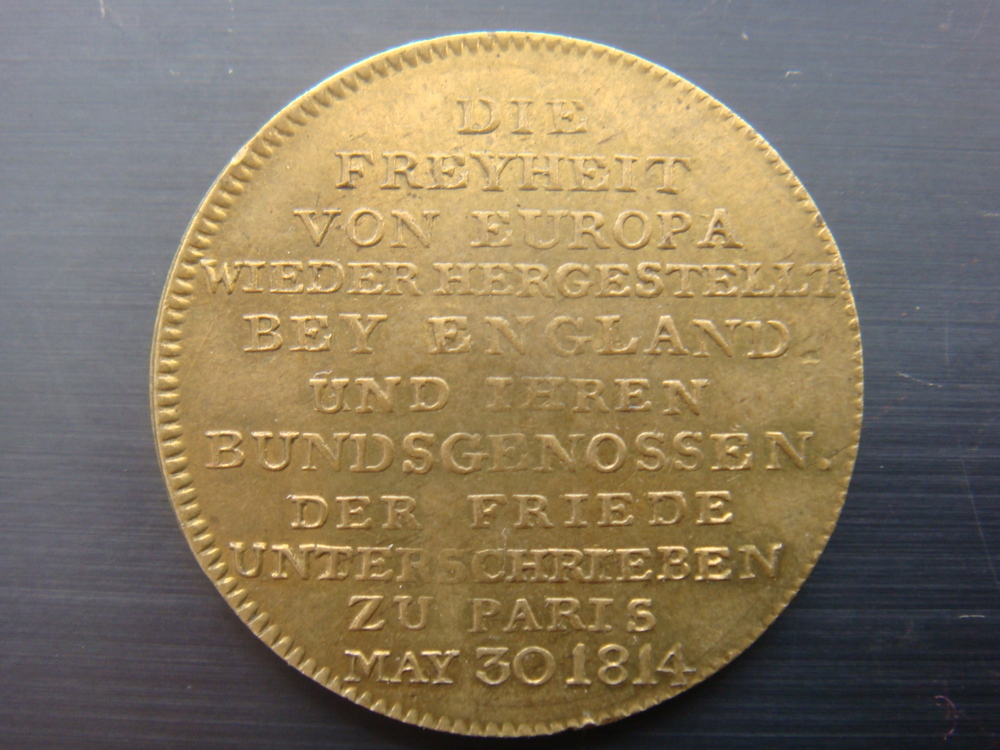 DIE
FREYHEIT
VON EUROPA
WIEDER HERGESTELLT
BEY ENGLAND
UND IHREN
BUNDSGENOSSEN.
DER FRIEDE
UNTERSCHRIEBEN
ZU PARIS
MAY 30 1814